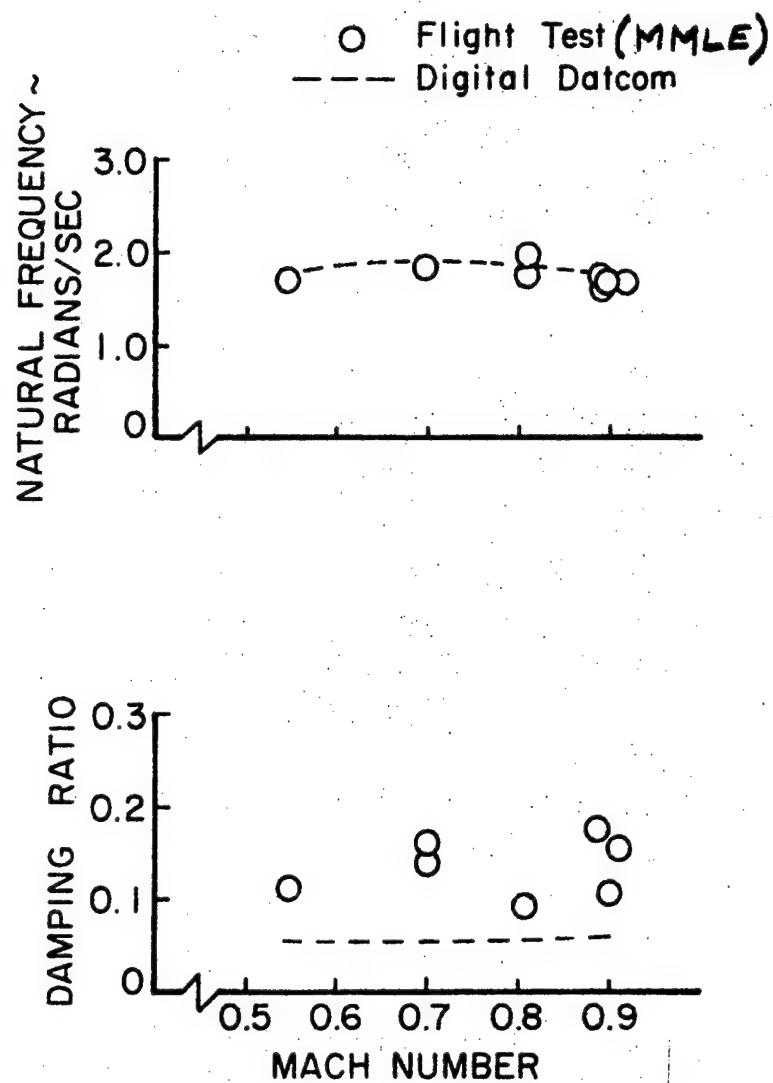 Flight Test (MMLE)
Digital Datcom
NATURAL FREQUENCY ~
RADIANS/SEC
3.0
2.0
1.0
0
DAMPING RATIO
0.3
0.2
0.1
0
0.5 0.6 0.7 0.8 0.9
MACH NUMBER